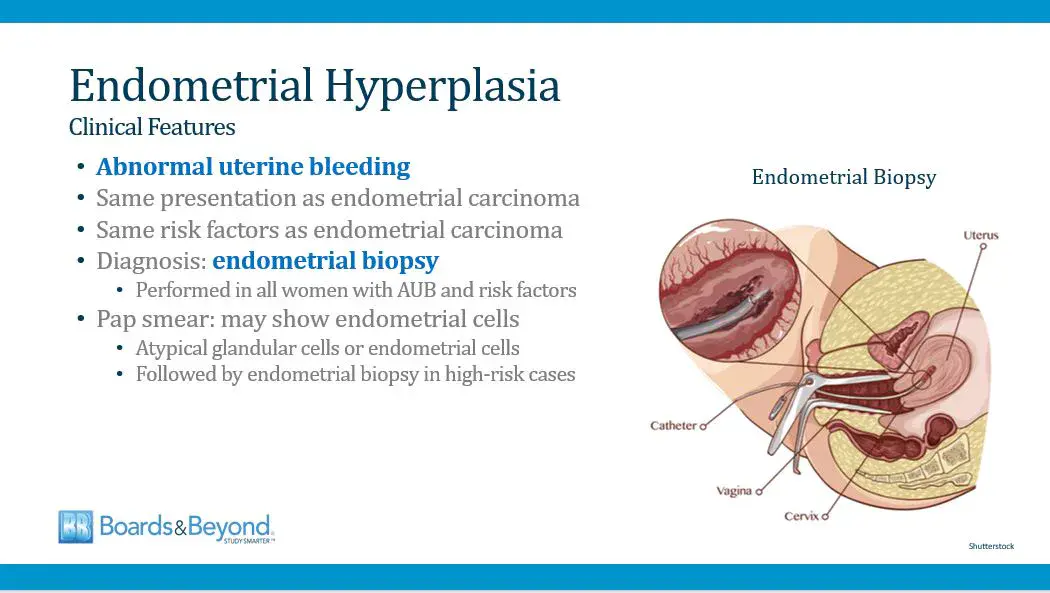 Endometrial Hyperplasia
Clinical Features
• Abnormal uterine bleeding
• Same presentation as endometrial carcinoma
• Same risk factors as endometrial carcinoma
• Diagnosis: endometrial biopsy
• Performed in all women with AUB and risk factors
• Pap smear: may show endometrial cells
• Atypical glandular cells or endometrial cells
• Followed by endometrial biopsy in high-risk cases
Endometrial Biopsy
Uterus
Catheter
Vagina
Cervix
BB Boards&Beyond.
STUDY SMARTER™
Shutterstock